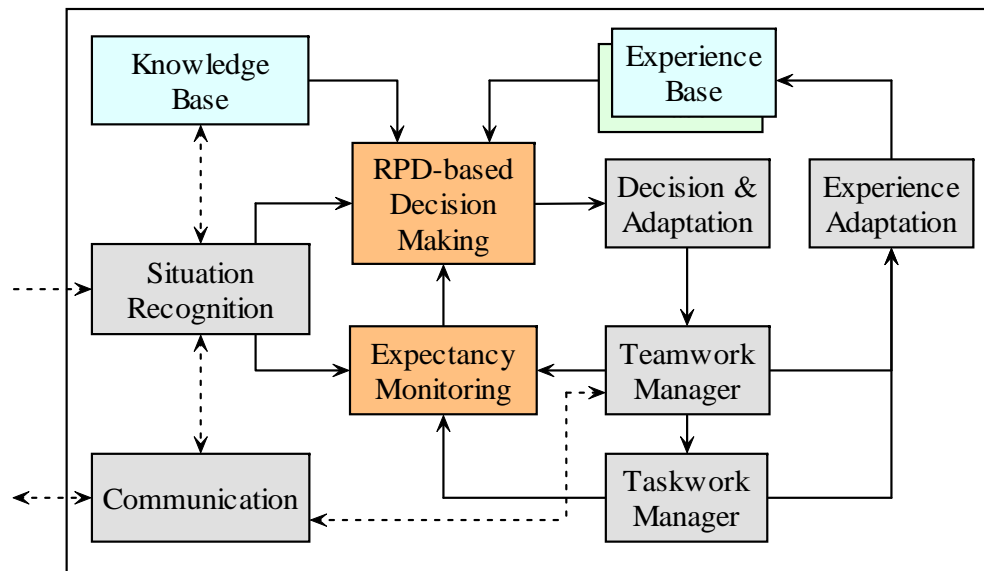 Knowledge
Base
Experience
Base
RPD-based
Decision
Making
Decision &
Adaptation
Experience
Adaptation
Situation
Recognition
Expectancy
Monitoring
Teamwork
Manager
Communication
Taskwork
Manager